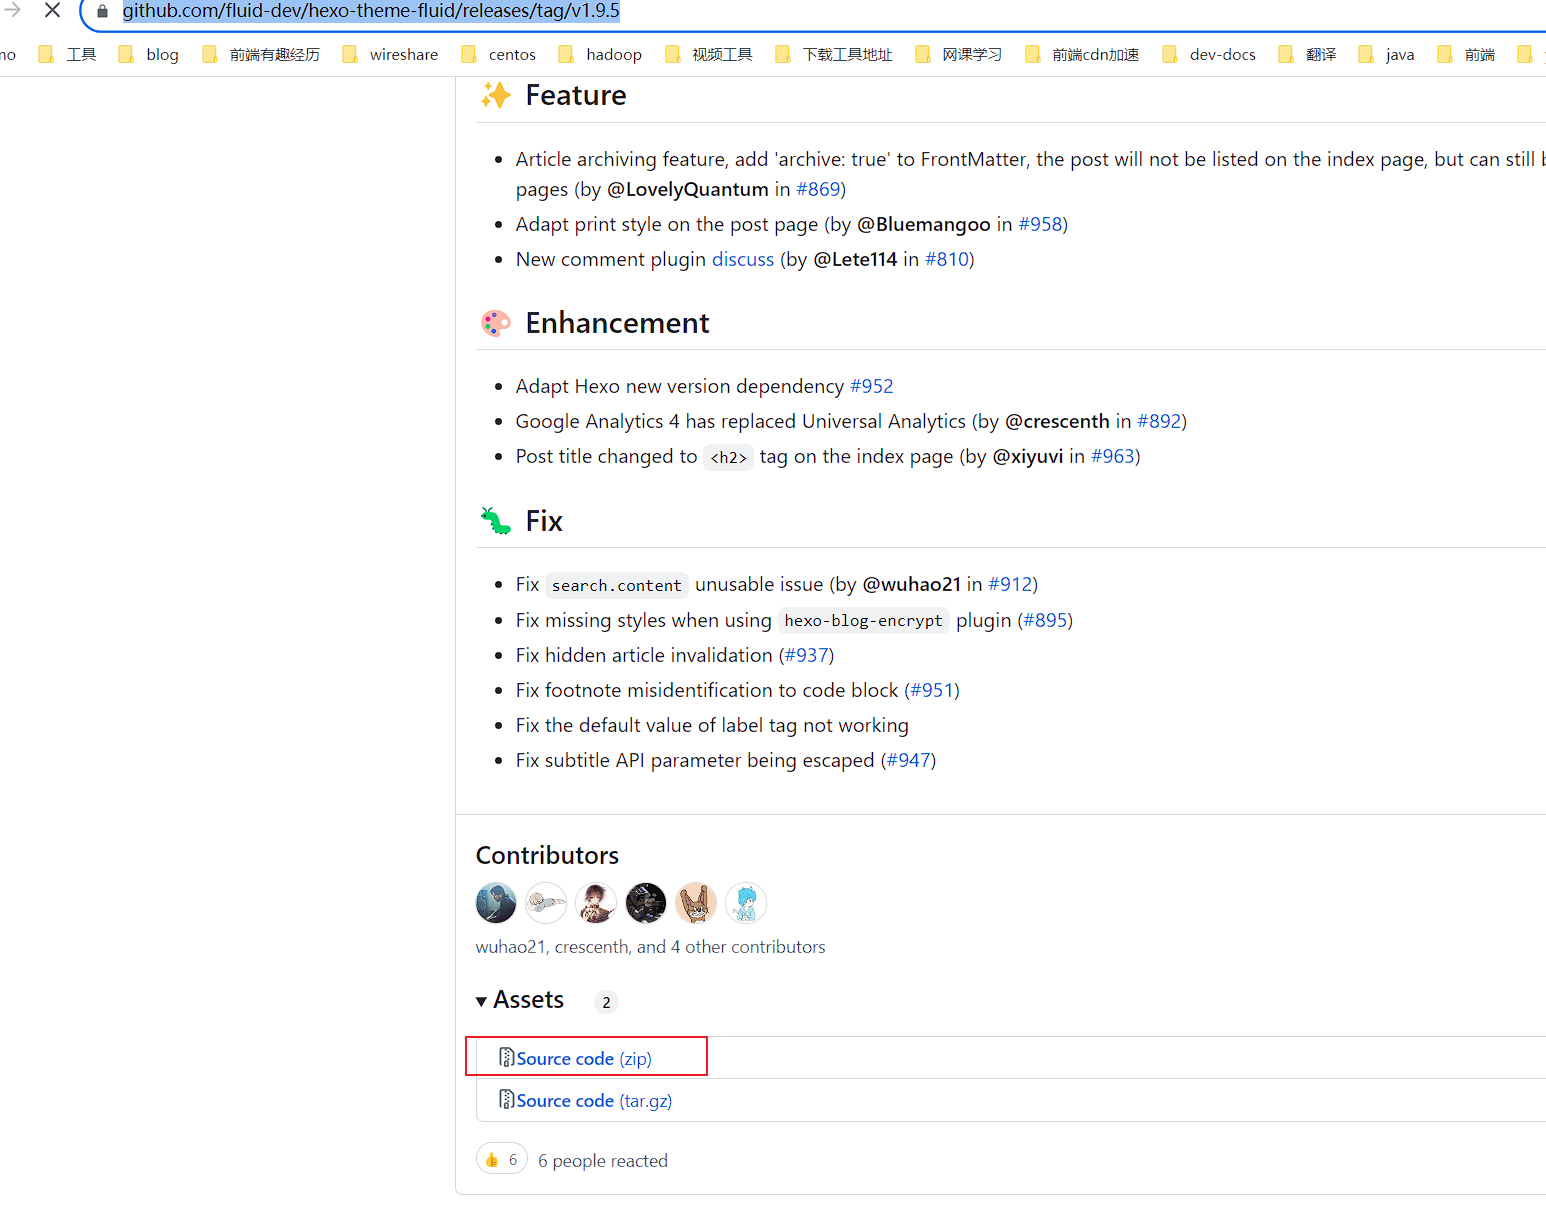 github.com/fluid-dev/hexo-theme-fluid/releases/tag/v1.9.5
no 工具 blog 前端有趣经历 wireshare centos hadoop 视频工具 下载工具地址 网课学习 前端cdn加速 dev-docs 翻译 java 前端
✨ Feature
• Article archiving feature, add 'archive: true' to FrontMatter, the post will not be listed on the index page, but can still
pages (by @LovelyQuantum in #869)
• Adapt print style on the post page (by @Bluemangoo in #958)
• New comment plugin discuss (by @Lete114 in #810)
🎨 Enhancement
• Adapt Hexo new version dependency #952
• Google Analytics 4 has replaced Universal Analytics (by @crescenth in #892)
• Post title changed to <h2> tag on the index page (by @xiyuvi in #963)
🐛 Fix
• Fix search.content unusable issue (by @wuhao21 in #912)
• Fix missing styles when using hexo-blog-encrypt plugin (#895)
• Fix hidden article invalidation (#937)
• Fix footnote misidentification to code block (#951)
• Fix the default value of label tag not working
• Fix subtitle API parameter being escaped (#947)
Contributors
wuhao21, crescenth, and 4 other contributors
▾ Assets 2
Source code (zip)
Source code (tar.gz)
👍 6 6 people reacted